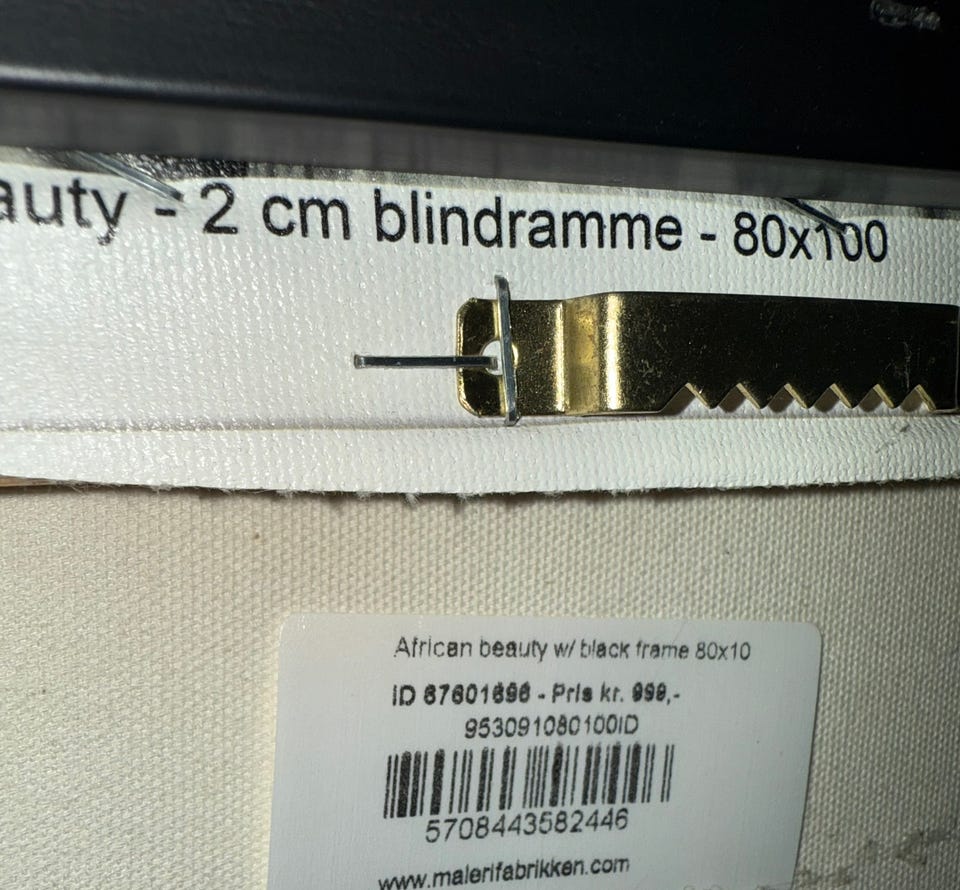 auty - 2 cm blindramme - 80x100
African beauty w/ black frame 80x10
ID 67601696 - Pris kr. 999,-
953091080100ID
5708443582446
www.malerifabrikken.com